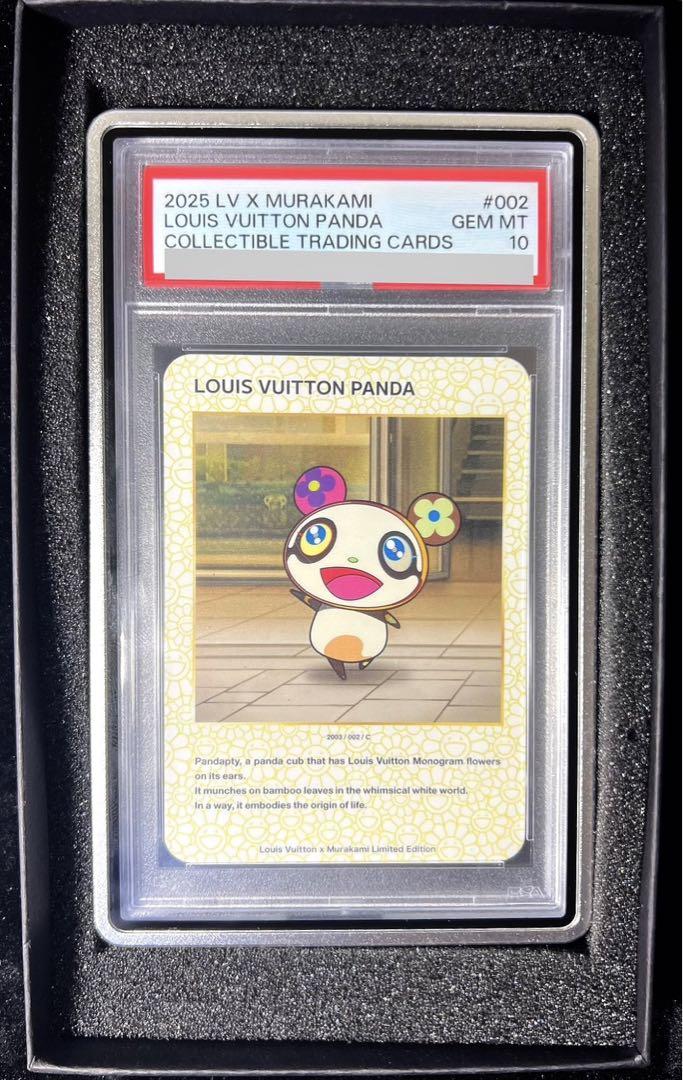 2025 LV X MURAKAMI #002
LOUIS VUITTON PANDA GEM MT
COLLECTIBLE TRADING CARDS 10
LOUIS VUITTON PANDA
2003 / 002 / C
Pandapty, a panda cub that has Louis Vuitton Monogram flowers
on its ears.
It munches on bamboo leaves in the whimsical white world.
In a way, it embodies the origin of life.
Louis Vuitton x Murakami Limited Edition
PSA